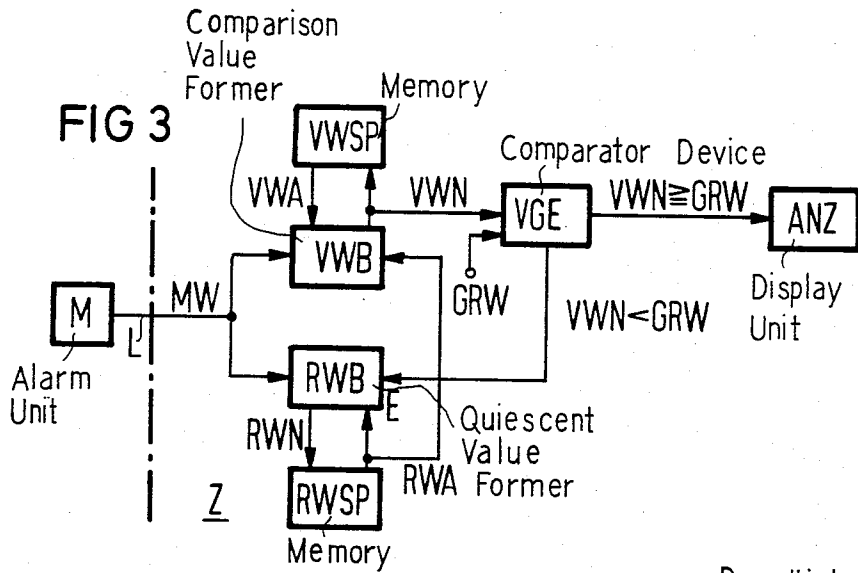 Comparison
Value
Former
Memory
FIG 3
VWSP
Comparator Device
VWA
VWN
VWN≧GRW
VGE
ANZ
VWB
GRW
Display
Unit
MW
M
L
VWN<GRW
Alarm
Unit
RWB
E
RWN
Quiescent
Value
Former
RWA
Z
RWSP
Memory